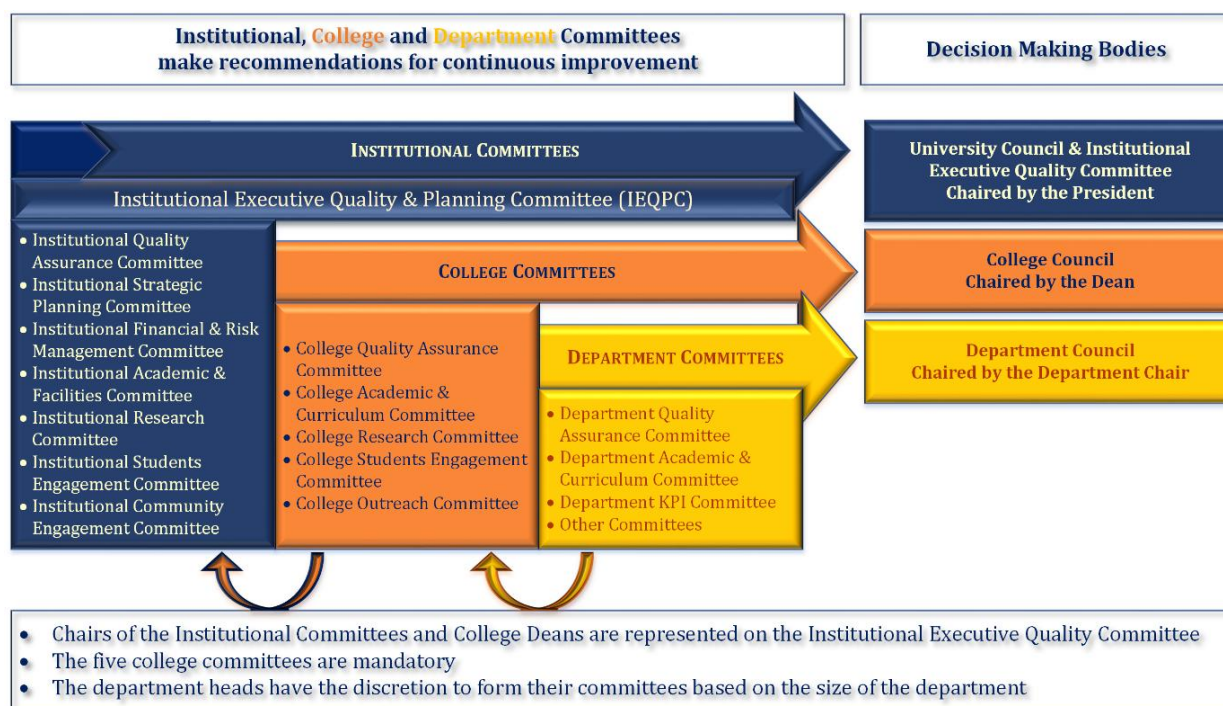 Institutional, College and Department Committees
make recommendations for continuous improvement
Decision Making Bodies
INSTITUTIONAL COMMITTEES
Institutional Executive Quality & Planning Committee (IEQPC)
• Institutional Quality
Assurance Committee
• Institutional Strategic
Planning Committee
• Institutional Financial & Risk
Management Committee
• Institutional Academic &
Facilities Committee
• Institutional Research
Committee
• Institutional Students
Engagement Committee
• Institutional Community
Engagement Committee
COLLEGE COMMITTEES
• College Quality Assurance
Committee
• College Academic &
Curriculum Committee
• College Research Committee
• College Students Engagement
Committee
• College Outreach Committee
DEPARTMENT COMMITTEES
• Department Quality
Assurance Committee
• Department Academic &
Curriculum Committee
• Department KPI Committee
• Other Committees
University Council & Institutional
Executive Quality Committee
Chaired by the President
College Council
Chaired by the Dean
Department Council
Chaired by the Department Chair
• Chairs of the Institutional Committees and College Deans are represented on the Institutional Executive Quality Committee
• The five college committees are mandatory
• The department heads have the discretion to form their committees based on the size of the department